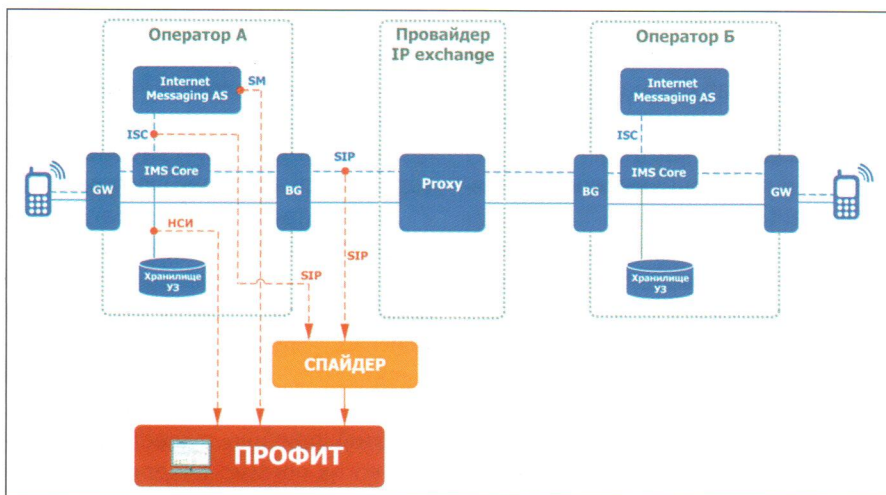 Оператор А
Провайдер
IP exchange
Оператор Б
Internet
Messaging AS
SM
Internet
Messaging AS
ISC
ISC
SIP
GW
IMS Core
BG
Proxy
BG
IMS Core
GW
НСИ
SIP
SIP
Хранилище
УЗ
Хранилище
УЗ
СПАЙДЕР
ПРОФИТ